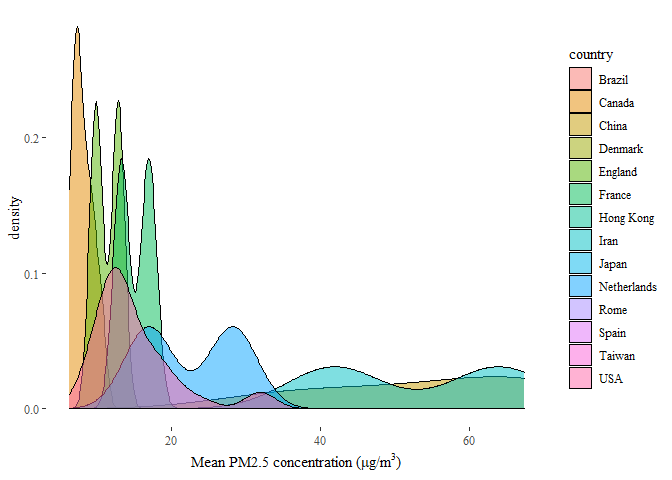 country
Brazil
Canada
China
Denmark
England
France
Hong Kong
Iran
Japan
Netherlands
Rome
Spain
Taiwan
USA
density
0.2
0.1
0.0
20 40 60
Mean PM2.5 concentration (μg/m³)